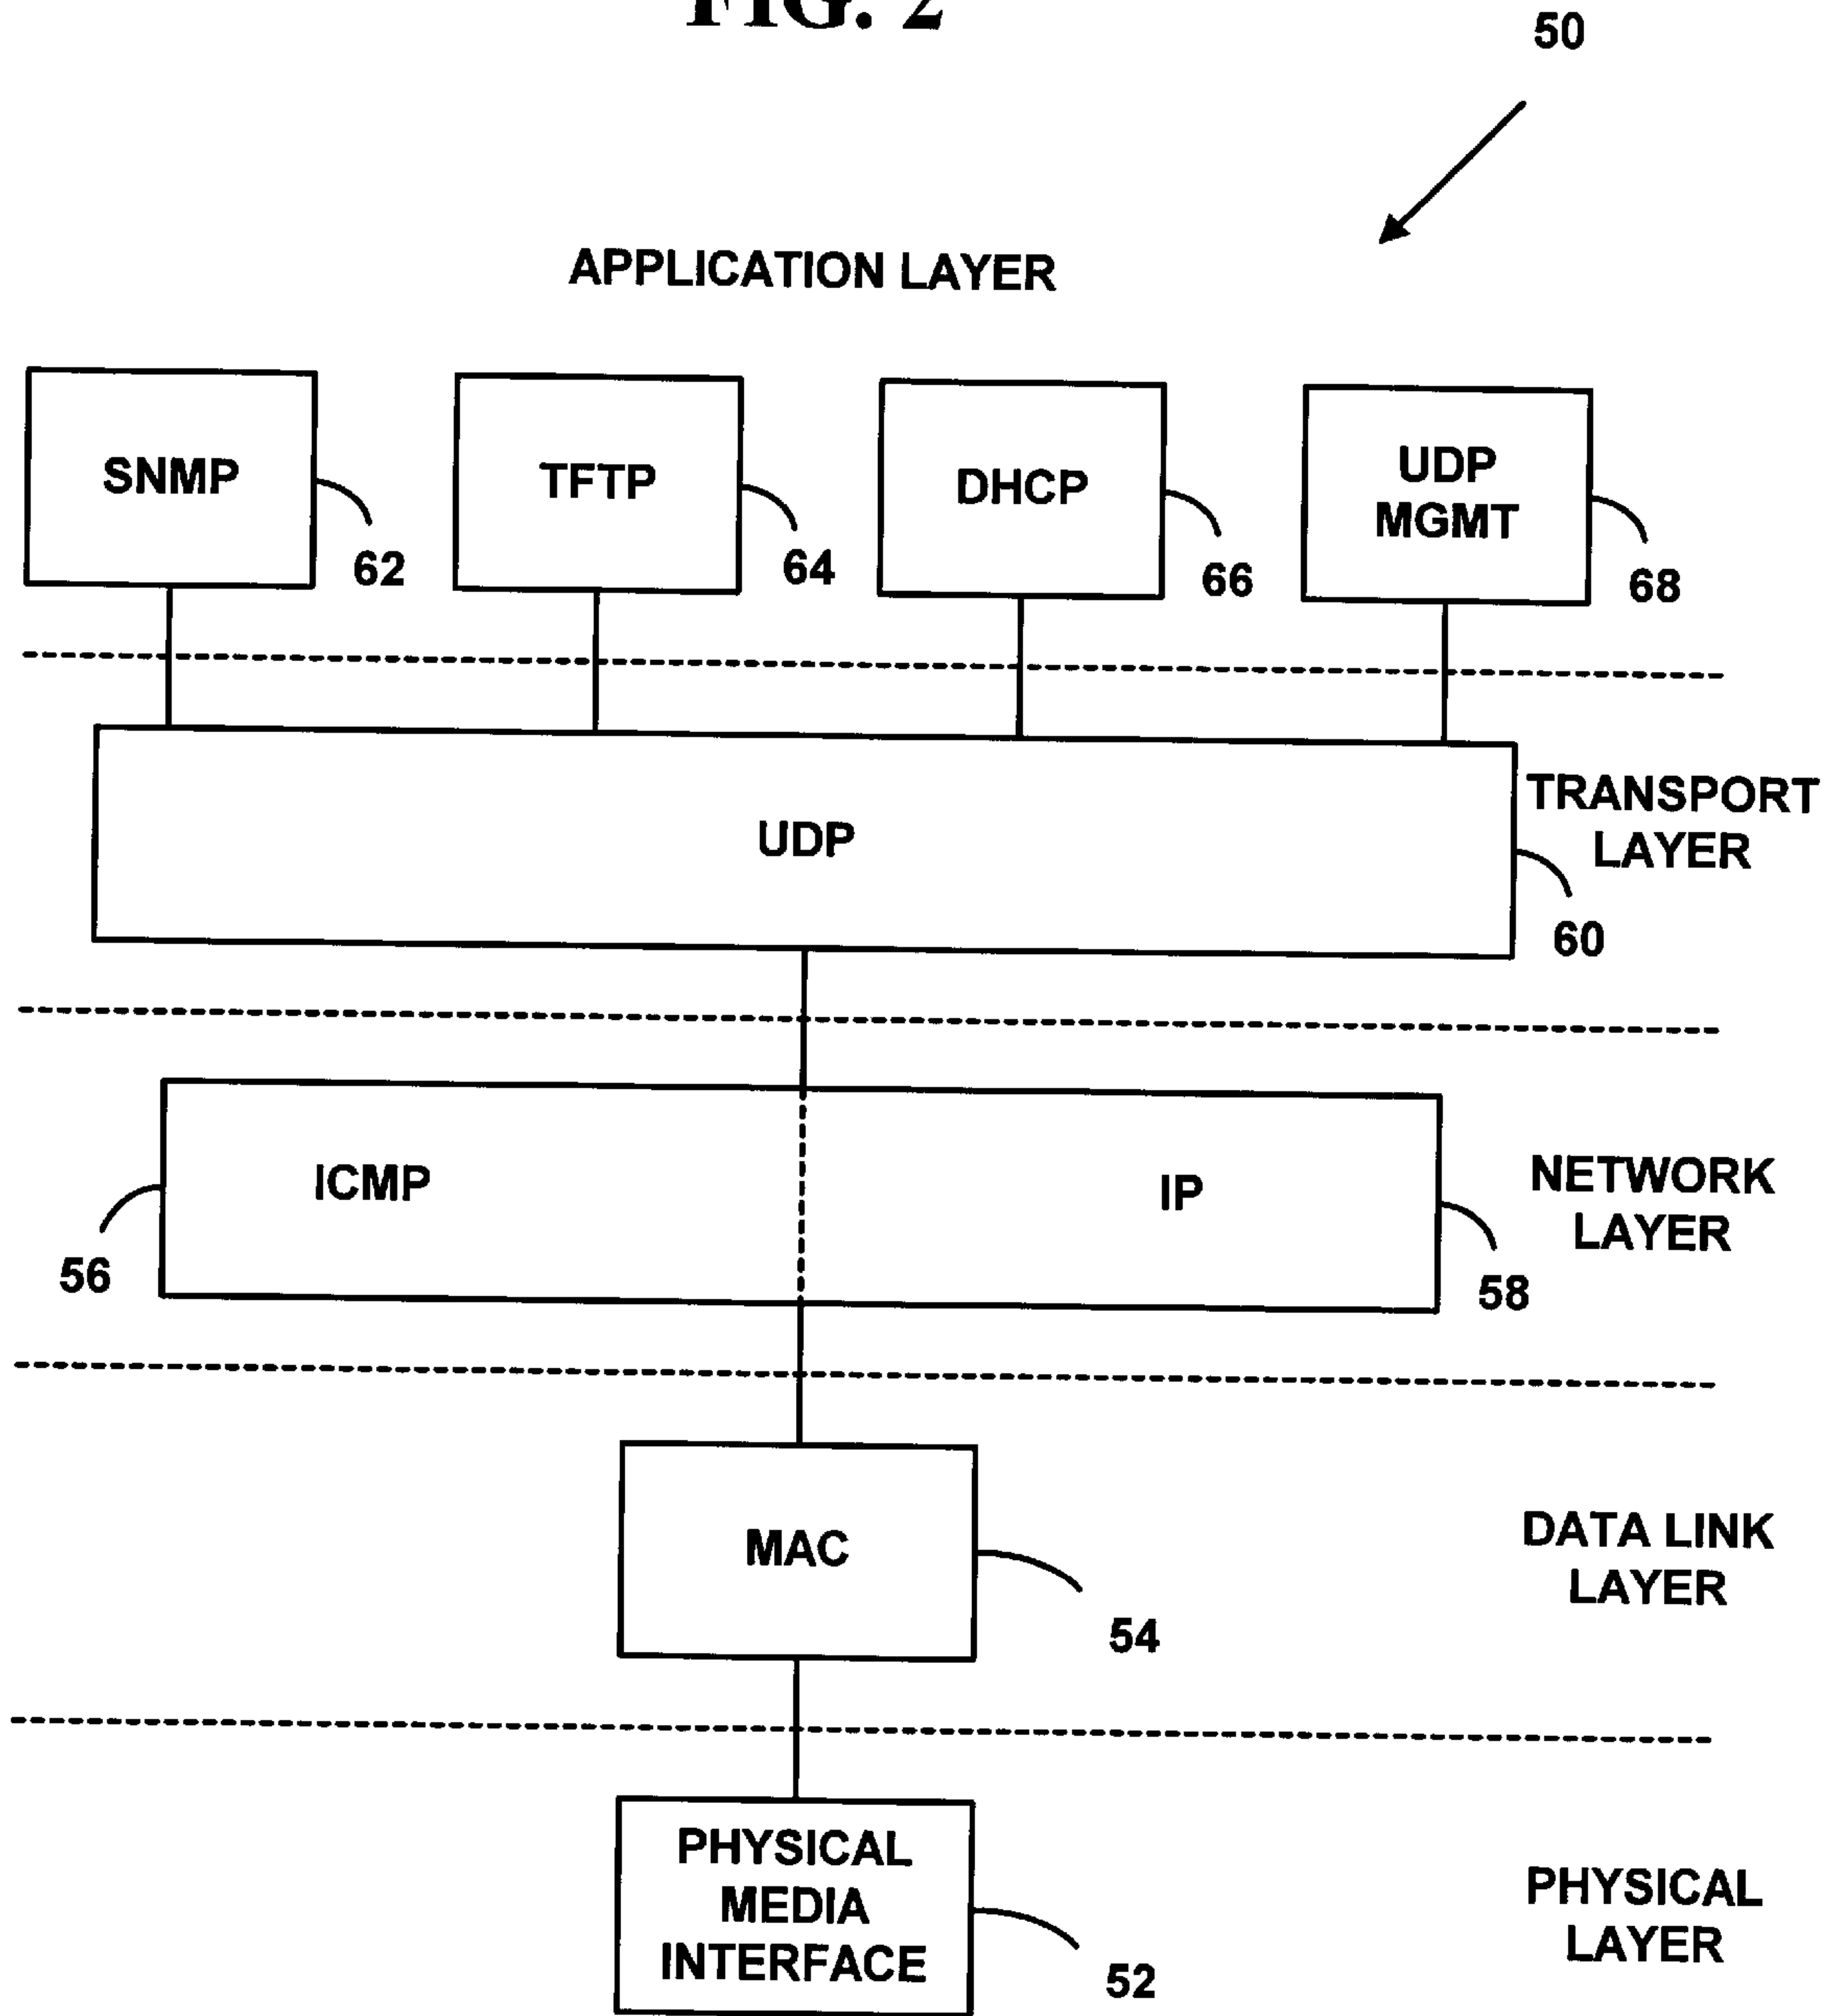 FIG. 2
50
APPLICATION LAYER
SNMP
62
TFTP
64
DHCP
66
UDP
MGMT
68
UDP
TRANSPORT
LAYER
60
ICMP
56
IP
58
NETWORK
LAYER
MAC
54
DATA LINK
LAYER
PHYSICAL
MEDIA
INTERFACE
52
PHYSICAL
LAYER